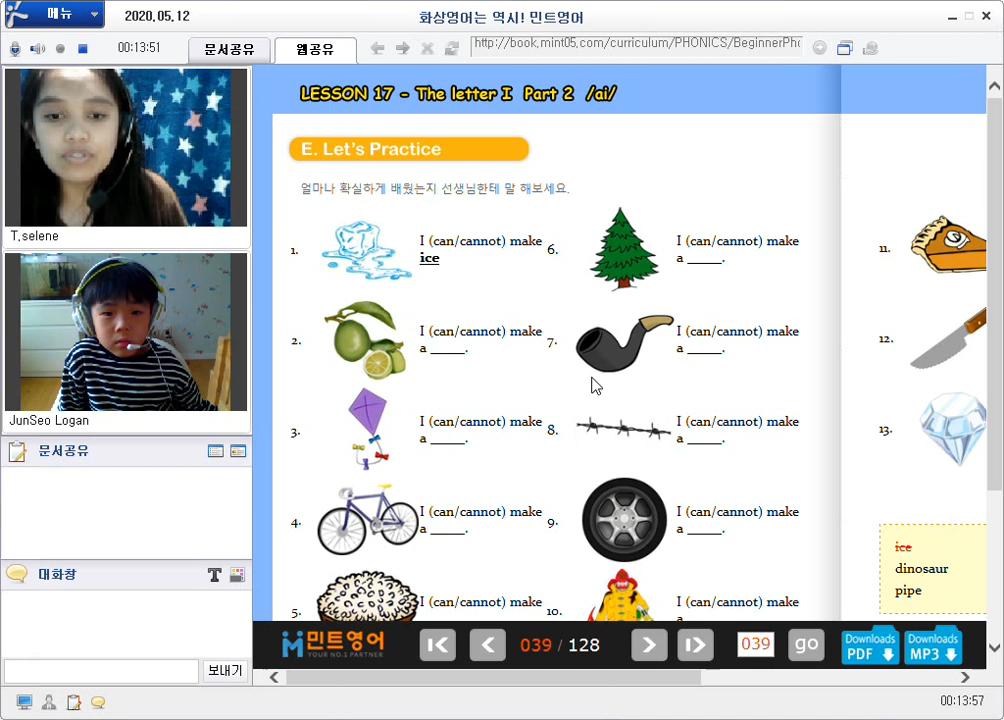 메뉴
2020.05.12
화상영어는 역시! 민트영어
00:13:51
문서공유
웹공유
http://book.mint05.com/curriculum/PHONICS/BeginnerPho
T.selene
JunSeo Logan
문서공유
대화창
T
보내기
LESSON 17 - The letter I Part 2 /ai/
E. Let's Practice
얼마나 확실하게 배웠는지 선생님한테 말 해보세요.
1.
I (can/cannot) make
ice
2.
I (can/cannot) make
a _____.
3.
I (can/cannot) make
a _____.
4.
I (can/cannot) make
a _____.
5.
I (can/cannot) make
6.
I (can/cannot) make
a _____.
7.
I (can/cannot) make
a _____.
8.
I (can/cannot) make
a _____.
9.
I (can/cannot) make
a _____.
10.
I (can/cannot) make
11.
12.
13.
ice
dinosaur
pipe
민트영어
YOUR NO.1 PARTNER
039 / 128
039
go
Downloads
PDF
Downloads
MP3
00:13:57